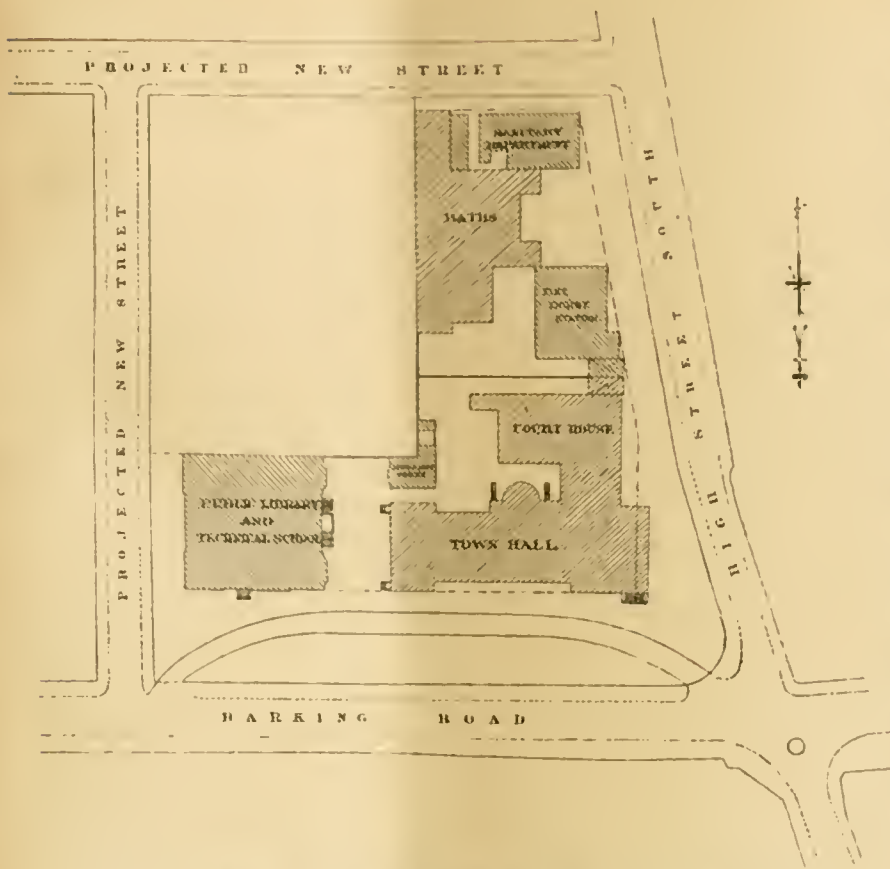 PROJECTED NEW STREET
SANITARY
DEPARTMENT
BATHS
HIGH STREET SOUTH
PROJECTED NEW STREET
FIRE
ENGINE
STATION
COURT HOUSE
PUBLIC LIBRARY
AND
TECHNICAL SCHOOL
TOWN HALL
BARKING ROAD